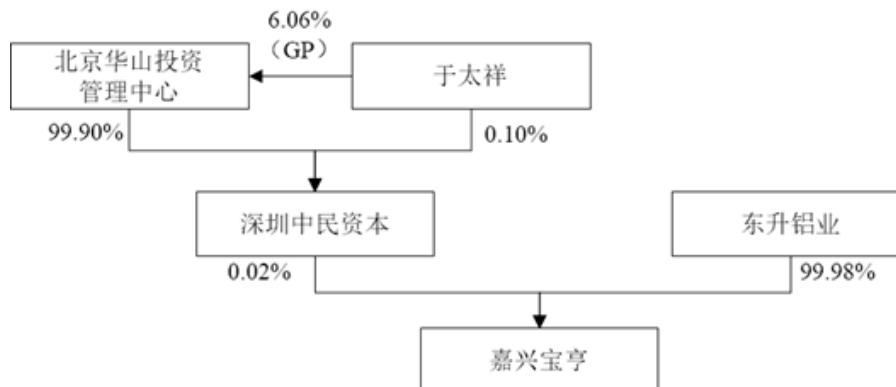 6.06%
（GP）
北京华山投资
管理中心
于太祥
99.90%
0.10%
深圳中民资本
东升铝业
0.02%
99.98%
嘉兴宝亨